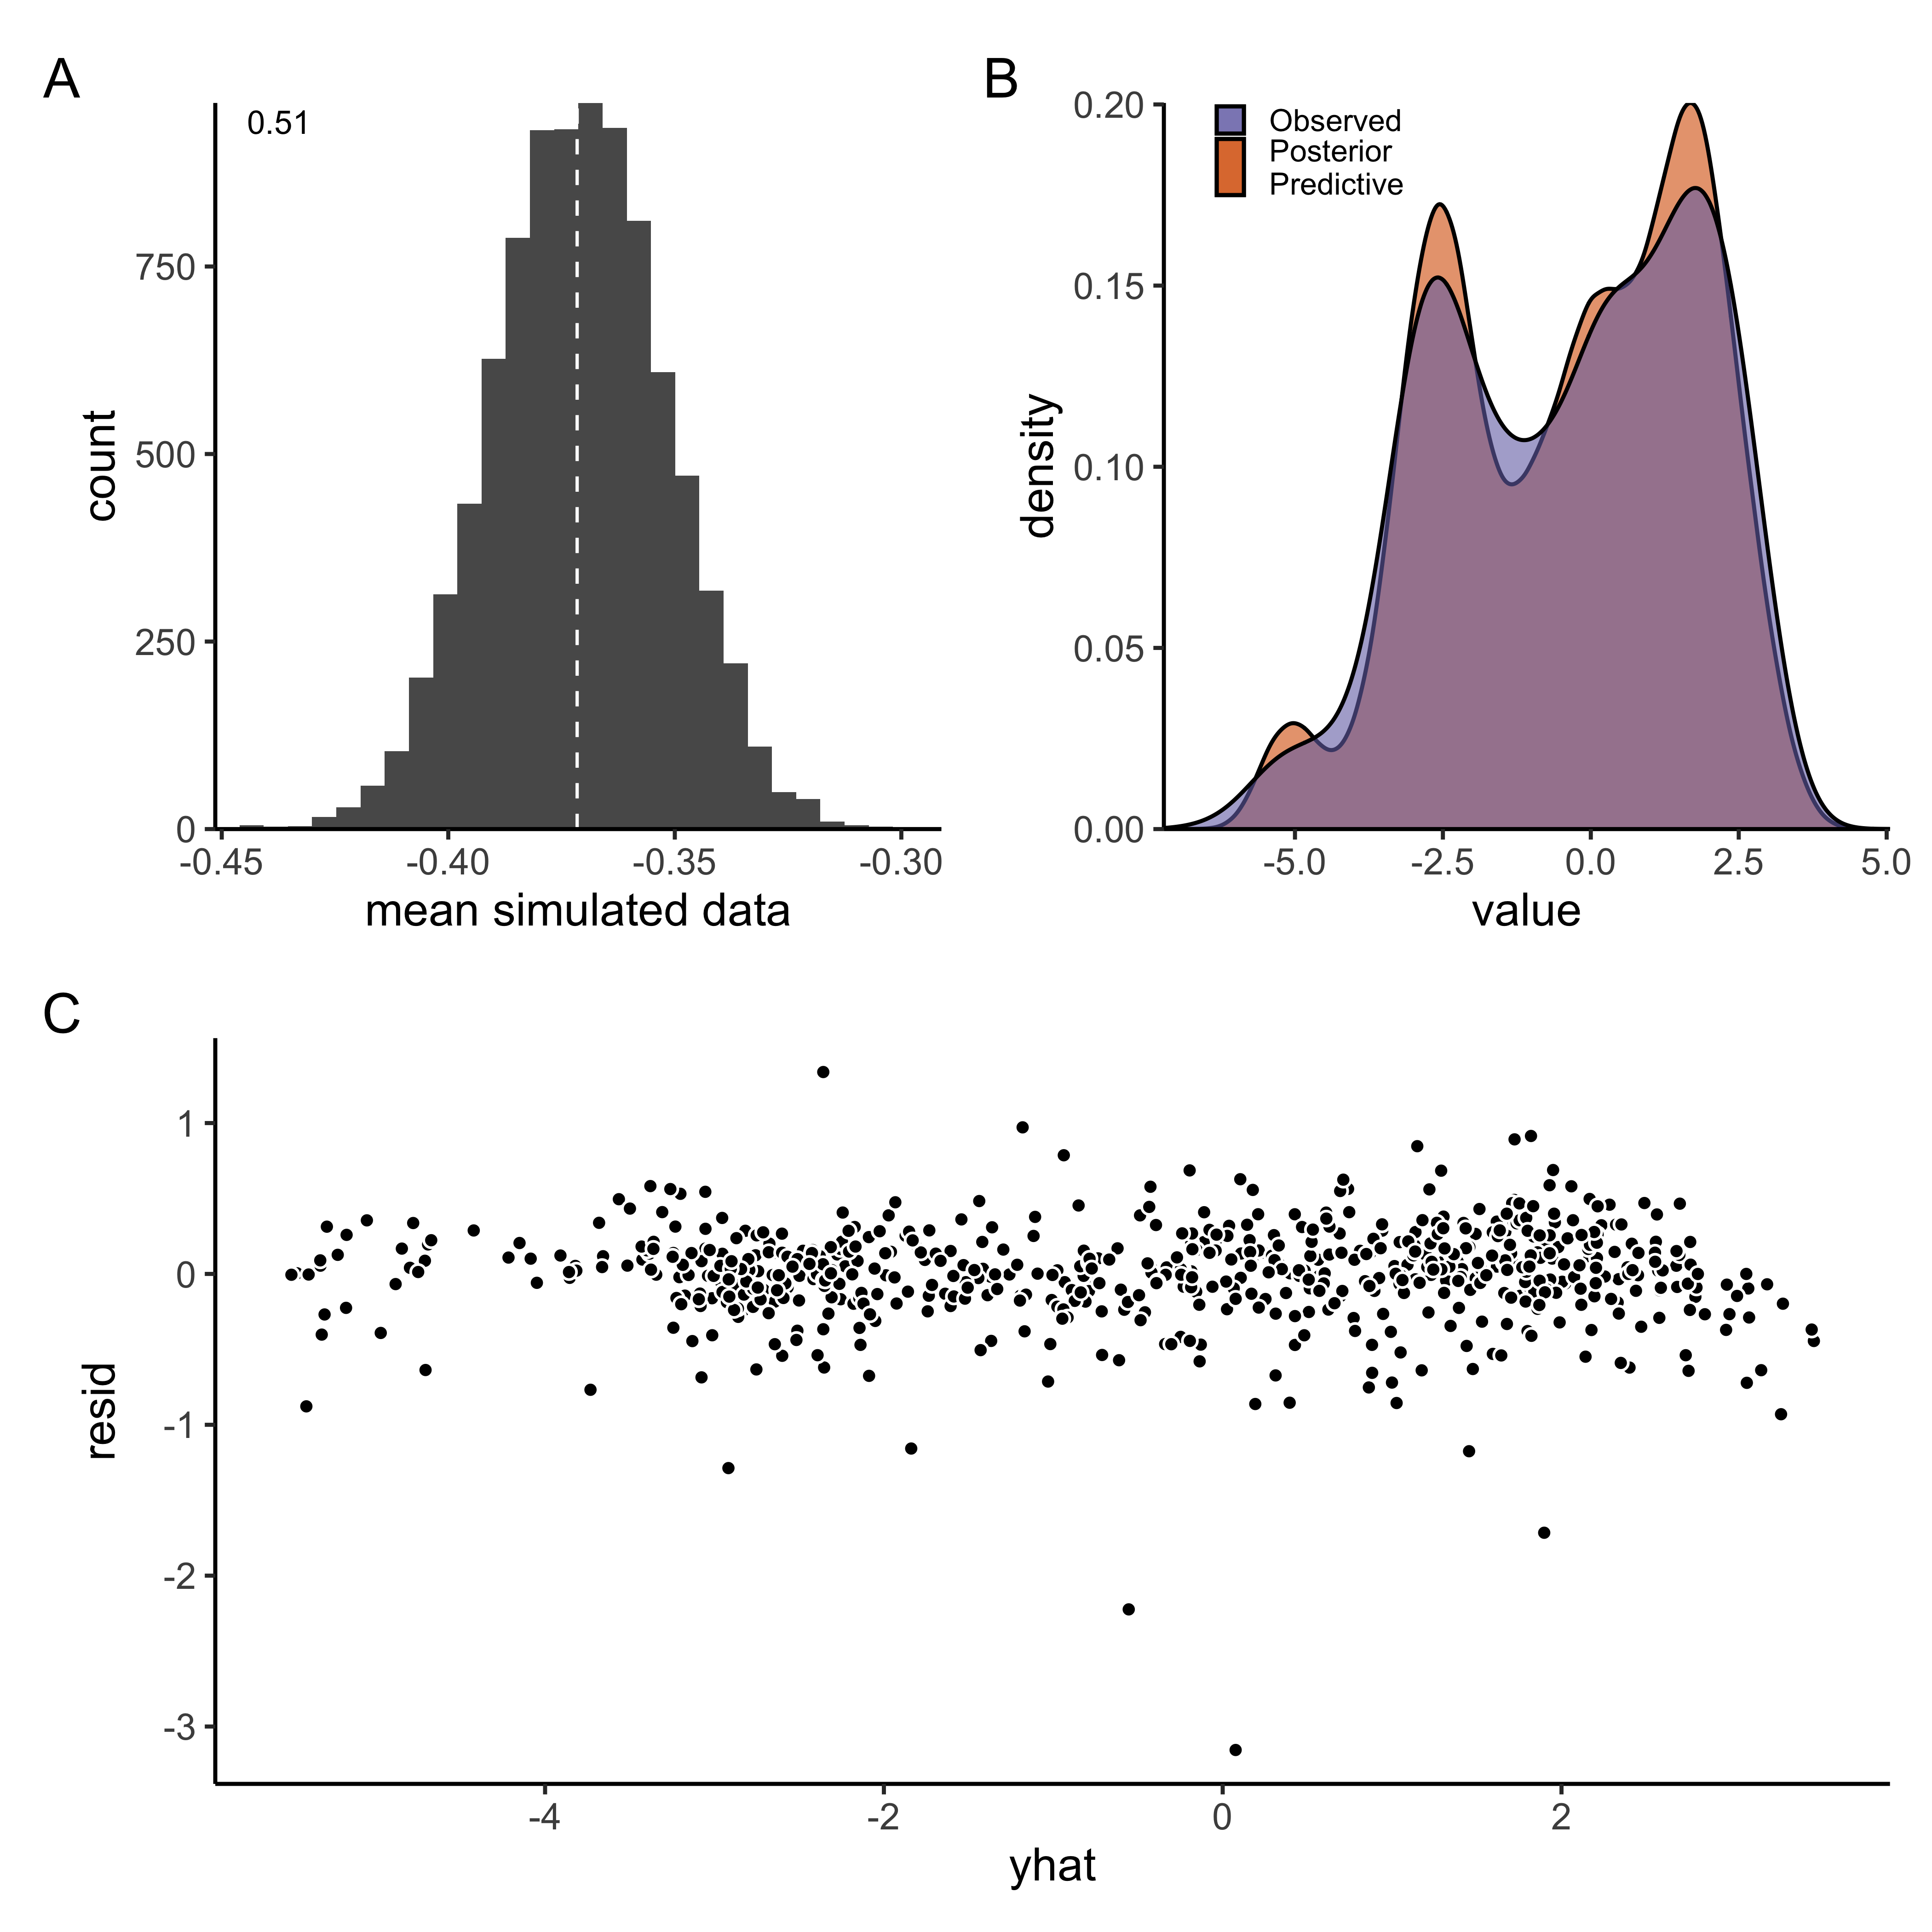 A
0.51
count
750
500
250
0
-0.45
-0.40
-0.35
-0.30
mean simulated data
B
Observed
Posterior
Predictive
density
0.20
0.15
0.10
0.05
0.00
-5.0
-2.5
0.0
2.5
5.0
value
C
resid
1
0
-1
-2
-3
-4
-2
0
2
yhat